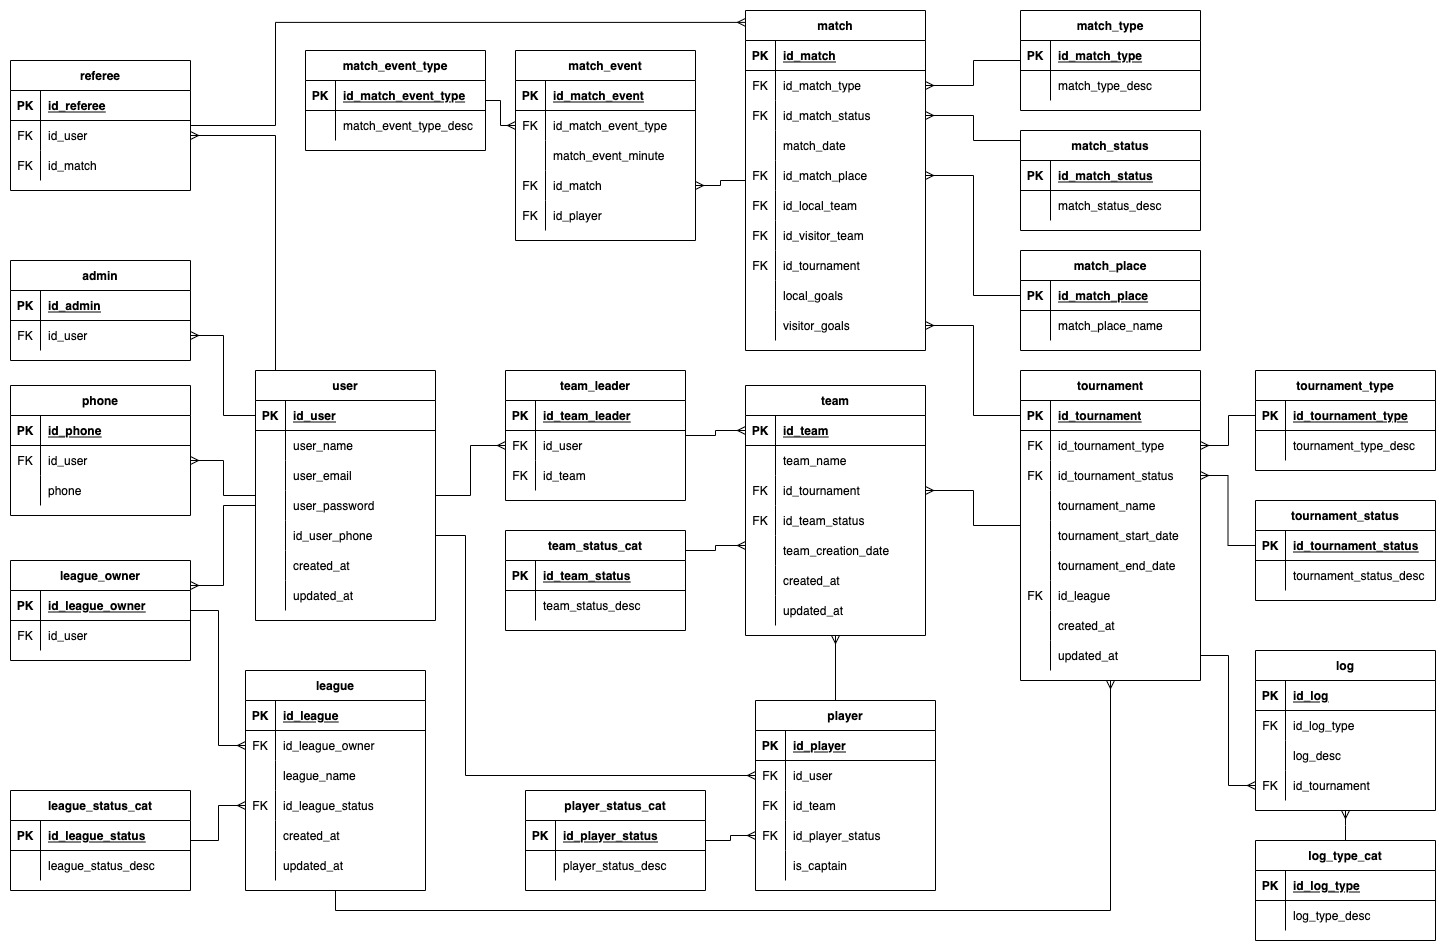 referee
PK id_referee
FK id_user
FK id_match
match_event_type
PK id_match_event_type
match_event_type_desc
match_event
PK id_match_event
FK id_match_event_type
match_event_minute
FK id_match
FK id_player
match
PK id_match
FK id_match_type
FK id_match_status
match_date
FK id_match_place
FK id_local_team
FK id_visitor_team
FK id_tournament
local_goals
visitor_goals
match_type
PK id_match_type
match_type_desc
match_status
PK id_match_status
match_status_desc
match_place
PK id_match_place
match_place_name
admin
PK id_admin
FK id_user
phone
PK id_phone
FK id_user
phone
league_owner
PK id_league_owner
FK id_user
user
PK id_user
user_name
user_email
user_password
id_user_phone
created_at
updated_at
team_leader
PK id_team_leader
FK id_user
FK id_team
team_status_cat
PK id_team_status
team_status_desc
team
PK id_team
team_name
FK id_tournament
FK id_team_status
team_creation_date
created_at
updated_at
tournament
PK id_tournament
FK id_tournament_type
FK id_tournament_status
tournament_name
tournament_start_date
tournament_end_date
FK id_league
created_at
updated_at
tournament_type
PK id_tournament_type
tournament_type_desc
tournament_status
PK id_tournament_status
tournament_status_desc
league_status_cat
PK id_league_status
league_status_desc
league
PK id_league
FK id_league_owner
league_name
FK id_league_status
created_at
updated_at
player_status_cat
PK id_player_status
player_status_desc
player
PK id_player
FK id_user
FK id_team
FK id_player_status
is_captain
log
PK id_log
FK id_log_type
log_desc
FK id_tournament
log_type_cat
PK id_log_type
log_type_desc